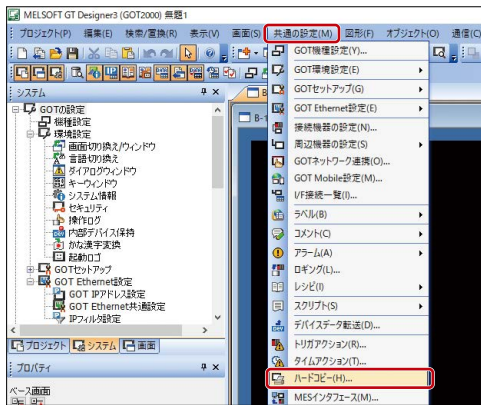 MELSOFT GT Designer3 (GOT2000) 無題1
プロジェクト(P) 編集(E) 検索/置換(R) 表示(V) 画面(S) 共通の設定(M) 図形(F) オブジェクト(O) 通信(C)
システム
GOTの設定
機種設定
環境設定
画面切り換え/ウィンドウ
言語切り換え
ダイアログウィンドウ
キーウィンドウ
システム情報
セキュリティ
操作ログ
内部デバイス保持
かな漢字変換
起動ロゴ
GOTセットアップ
GOT Ethernet設定
GOT IPアドレス設定
GOT Ethernet共通設定
IPフィルタ設定
プロジェクト システム 画面
プロパティ
ベース画面
B-1
GOT機種設定(Y)...
GOT環境設定(E)
GOTセットアップ(G)
GOT Ethernet設定(E)
接続機器の設定(N)...
周辺機器の設定(S)
GOTネットワーク連携(O)...
GOT Mobile設定(M)...
I/F接続一覧(I)...
ラベル(B)
コメント(C)
アラーム(A)
ロギング(L)...
レシピ(I)
スクリプト(S)
デバイスデータ転送(D)...
トリガアクション(R)...
タイムアクション(T)...
ハードコピー(H)...
MESインタフェース(M)...